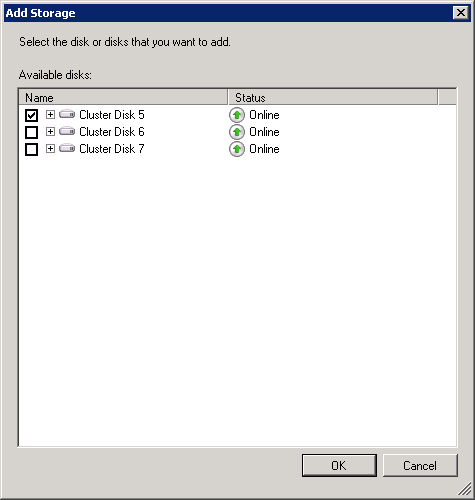 Add Storage
Select the disk or disks that you want to add.
Available disks:
Name Status
Cluster Disk 5 Online
Cluster Disk 6 Online
Cluster Disk 7 Online
OK Cancel